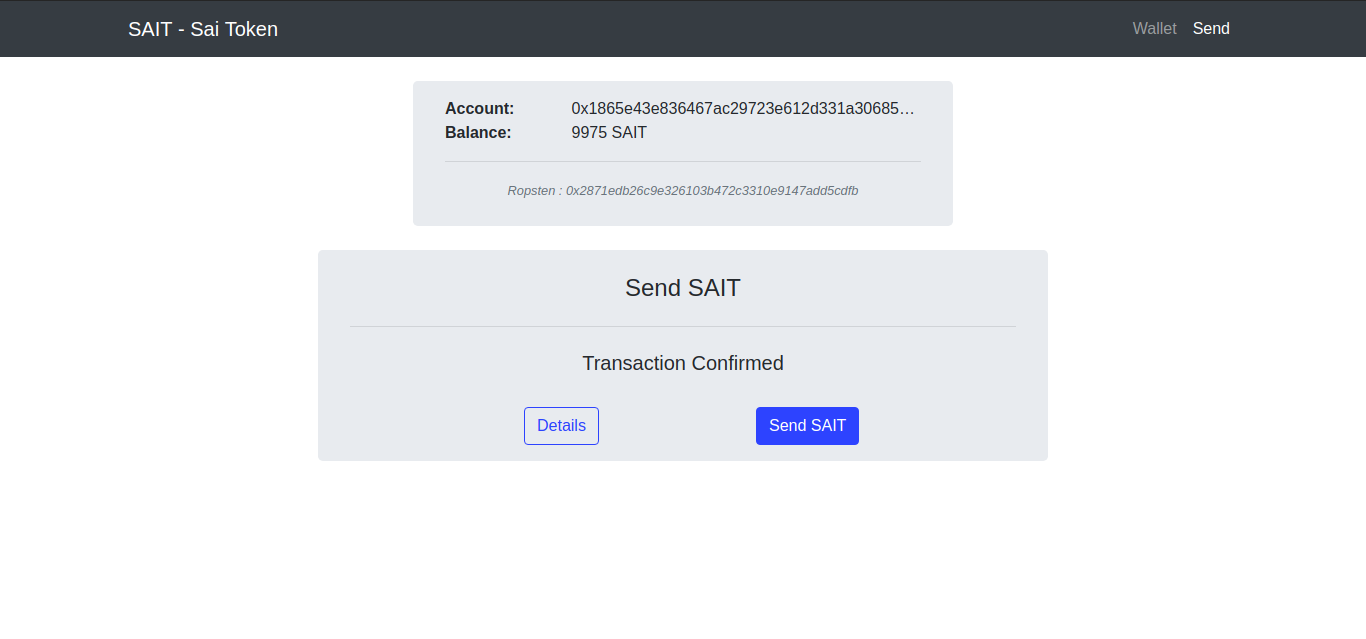 SAIT - Sai Token
Wallet Send
Account: 0x1865e43e836467ac29723e612d331a30685…
Balance: 9975 SAIT
Ropsten : 0x2871edb26c9e326103b472c3310e9147add5cdfb
Send SAIT
Transaction Confirmed
Details
Send SAIT